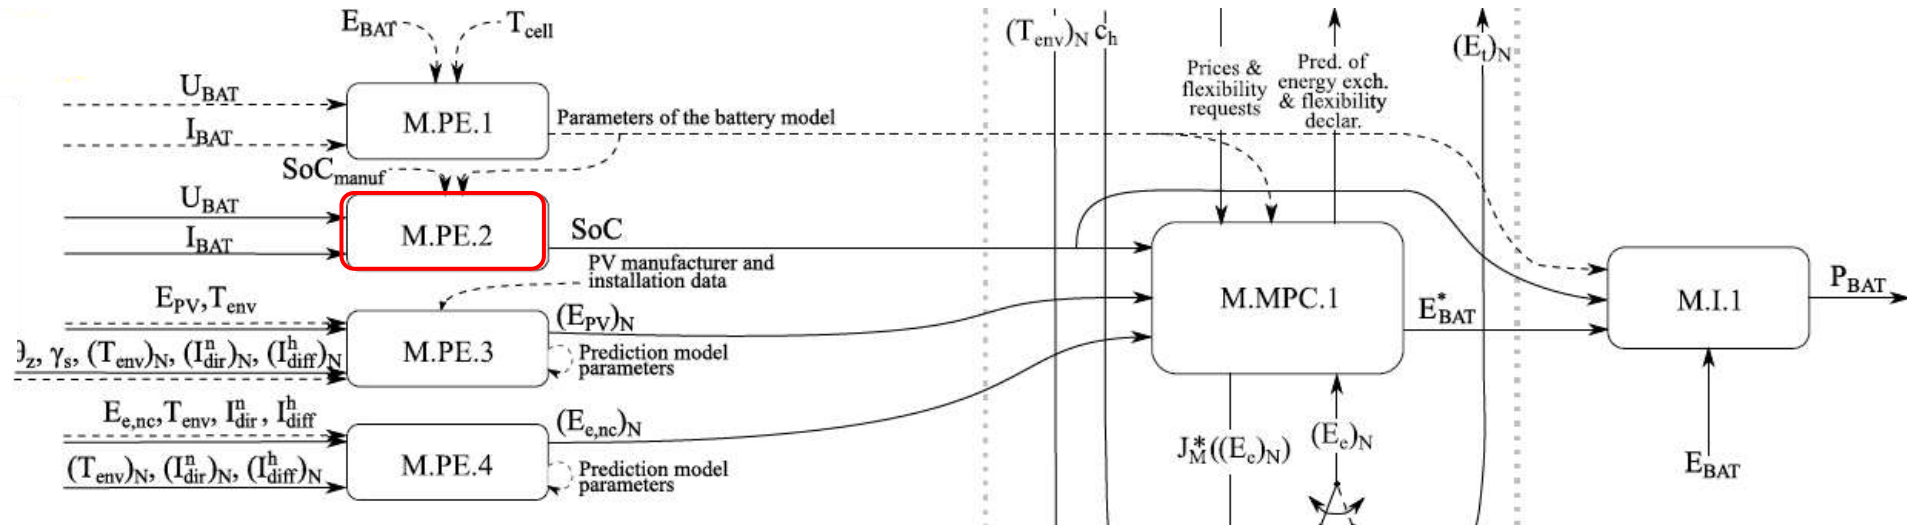 E_BAT
T_cell
(T_env)_N c_h
(E_t)_N
Prices &
flexibility
requests
Pred. of
energy exch.
& flexibility
declar.
U_BAT
I_BAT
M.PE.1
Parameters of the battery model
SoC_manuf
U_BAT
I_BAT
M.PE.2
SoC
PV manufacturer and
installation data
E_PV,T_env
θ_z, γ_s, (T_env)_N, (I^n_dir)_N, (I^h_diff)_N
M.PE.3
(E_PV)_N
Prediction model
parameters
E_e,nc,T_env, I^n_dir, I^h_diff
(T_env)_N, (I^n_dir)_N, (I^h_diff)_N
M.PE.4
(E_e,nc)_N
Prediction model
parameters
M.MPC.1
E^*_BAT
J^*_M((E_e)_N)
(E_e)_N
M.I.1
P_BAT
E_BAT